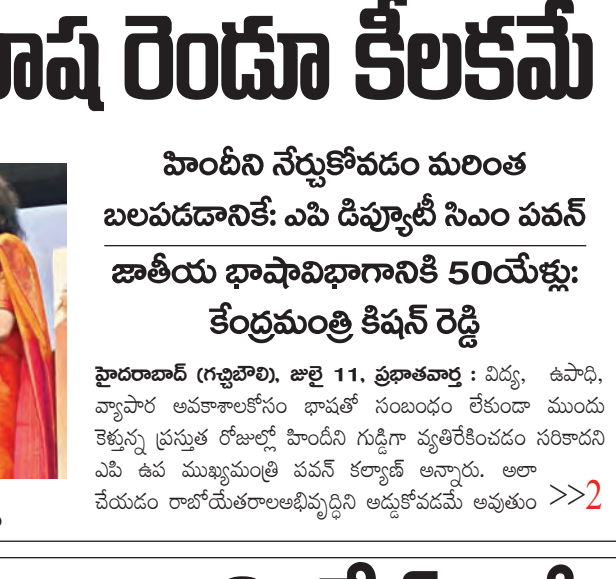 రెండూ కీలకమే
హిందీని నేర్చుకోవడం మరింత
బలపడడానికే: ఎపి డిప్యూటీ సిఎం పవన్
జాతీయ భాషావిభాగానికి 50యేళ్లు:
కేంద్రమంత్రి కిషన్ రెడ్డి
హైదరాబాద్ (గచ్చిబౌలి), జులై 11, ప్రభాతవార్త : విద్య, ఉపాధి,
వ్యాపార అవకాశాలకోసం భాషతో సంబంధం లేకుండా ముందు
కెళ్తున్న ప్రస్తుత రోజుల్లో హిందీని గుడ్డిగా వ్యతిరేకించడం సరికాదని
ఎపి ఉప ముఖ్యమంత్రి పవన్ కల్యాణ్ అన్నారు. అలా
చేయడం రాబోయేతరాలఅభివృద్ధిని అడ్డుకోవడమే అవుతుం >>2